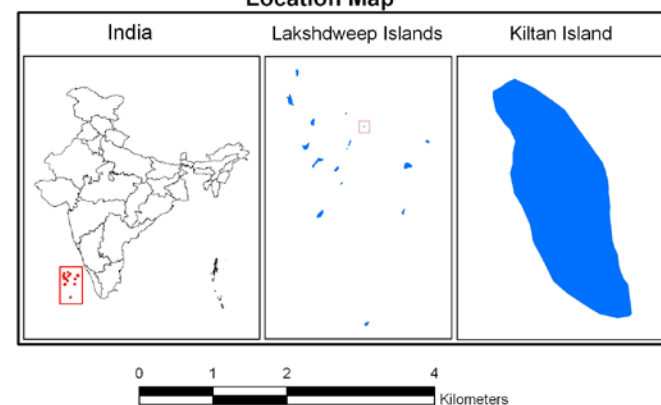 Location Map
India
Lakshdweep Islands
Kiltan Island
0 1 2 4
Kilometers